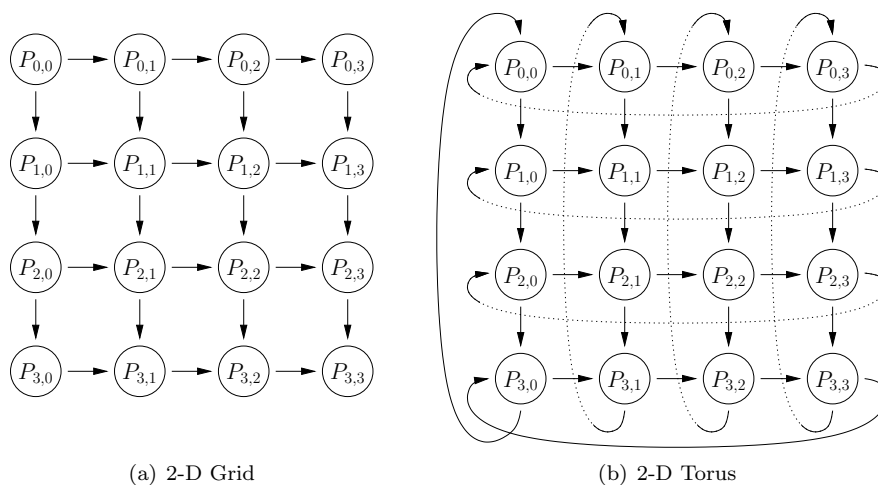 P0,0 P0,1 P0,2 P0,3
P1,0 P1,1 P1,2 P1,3
P2,0 P2,1 P2,2 P2,3
P3,0 P3,1 P3,2 P3,3
(a) 2-D Grid
P0,0 P0,1 P0,2 P0,3
P1,0 P1,1 P1,2 P1,3
P2,0 P2,1 P2,2 P2,3
P3,0 P3,1 P3,2 P3,3
(b) 2-D Torus